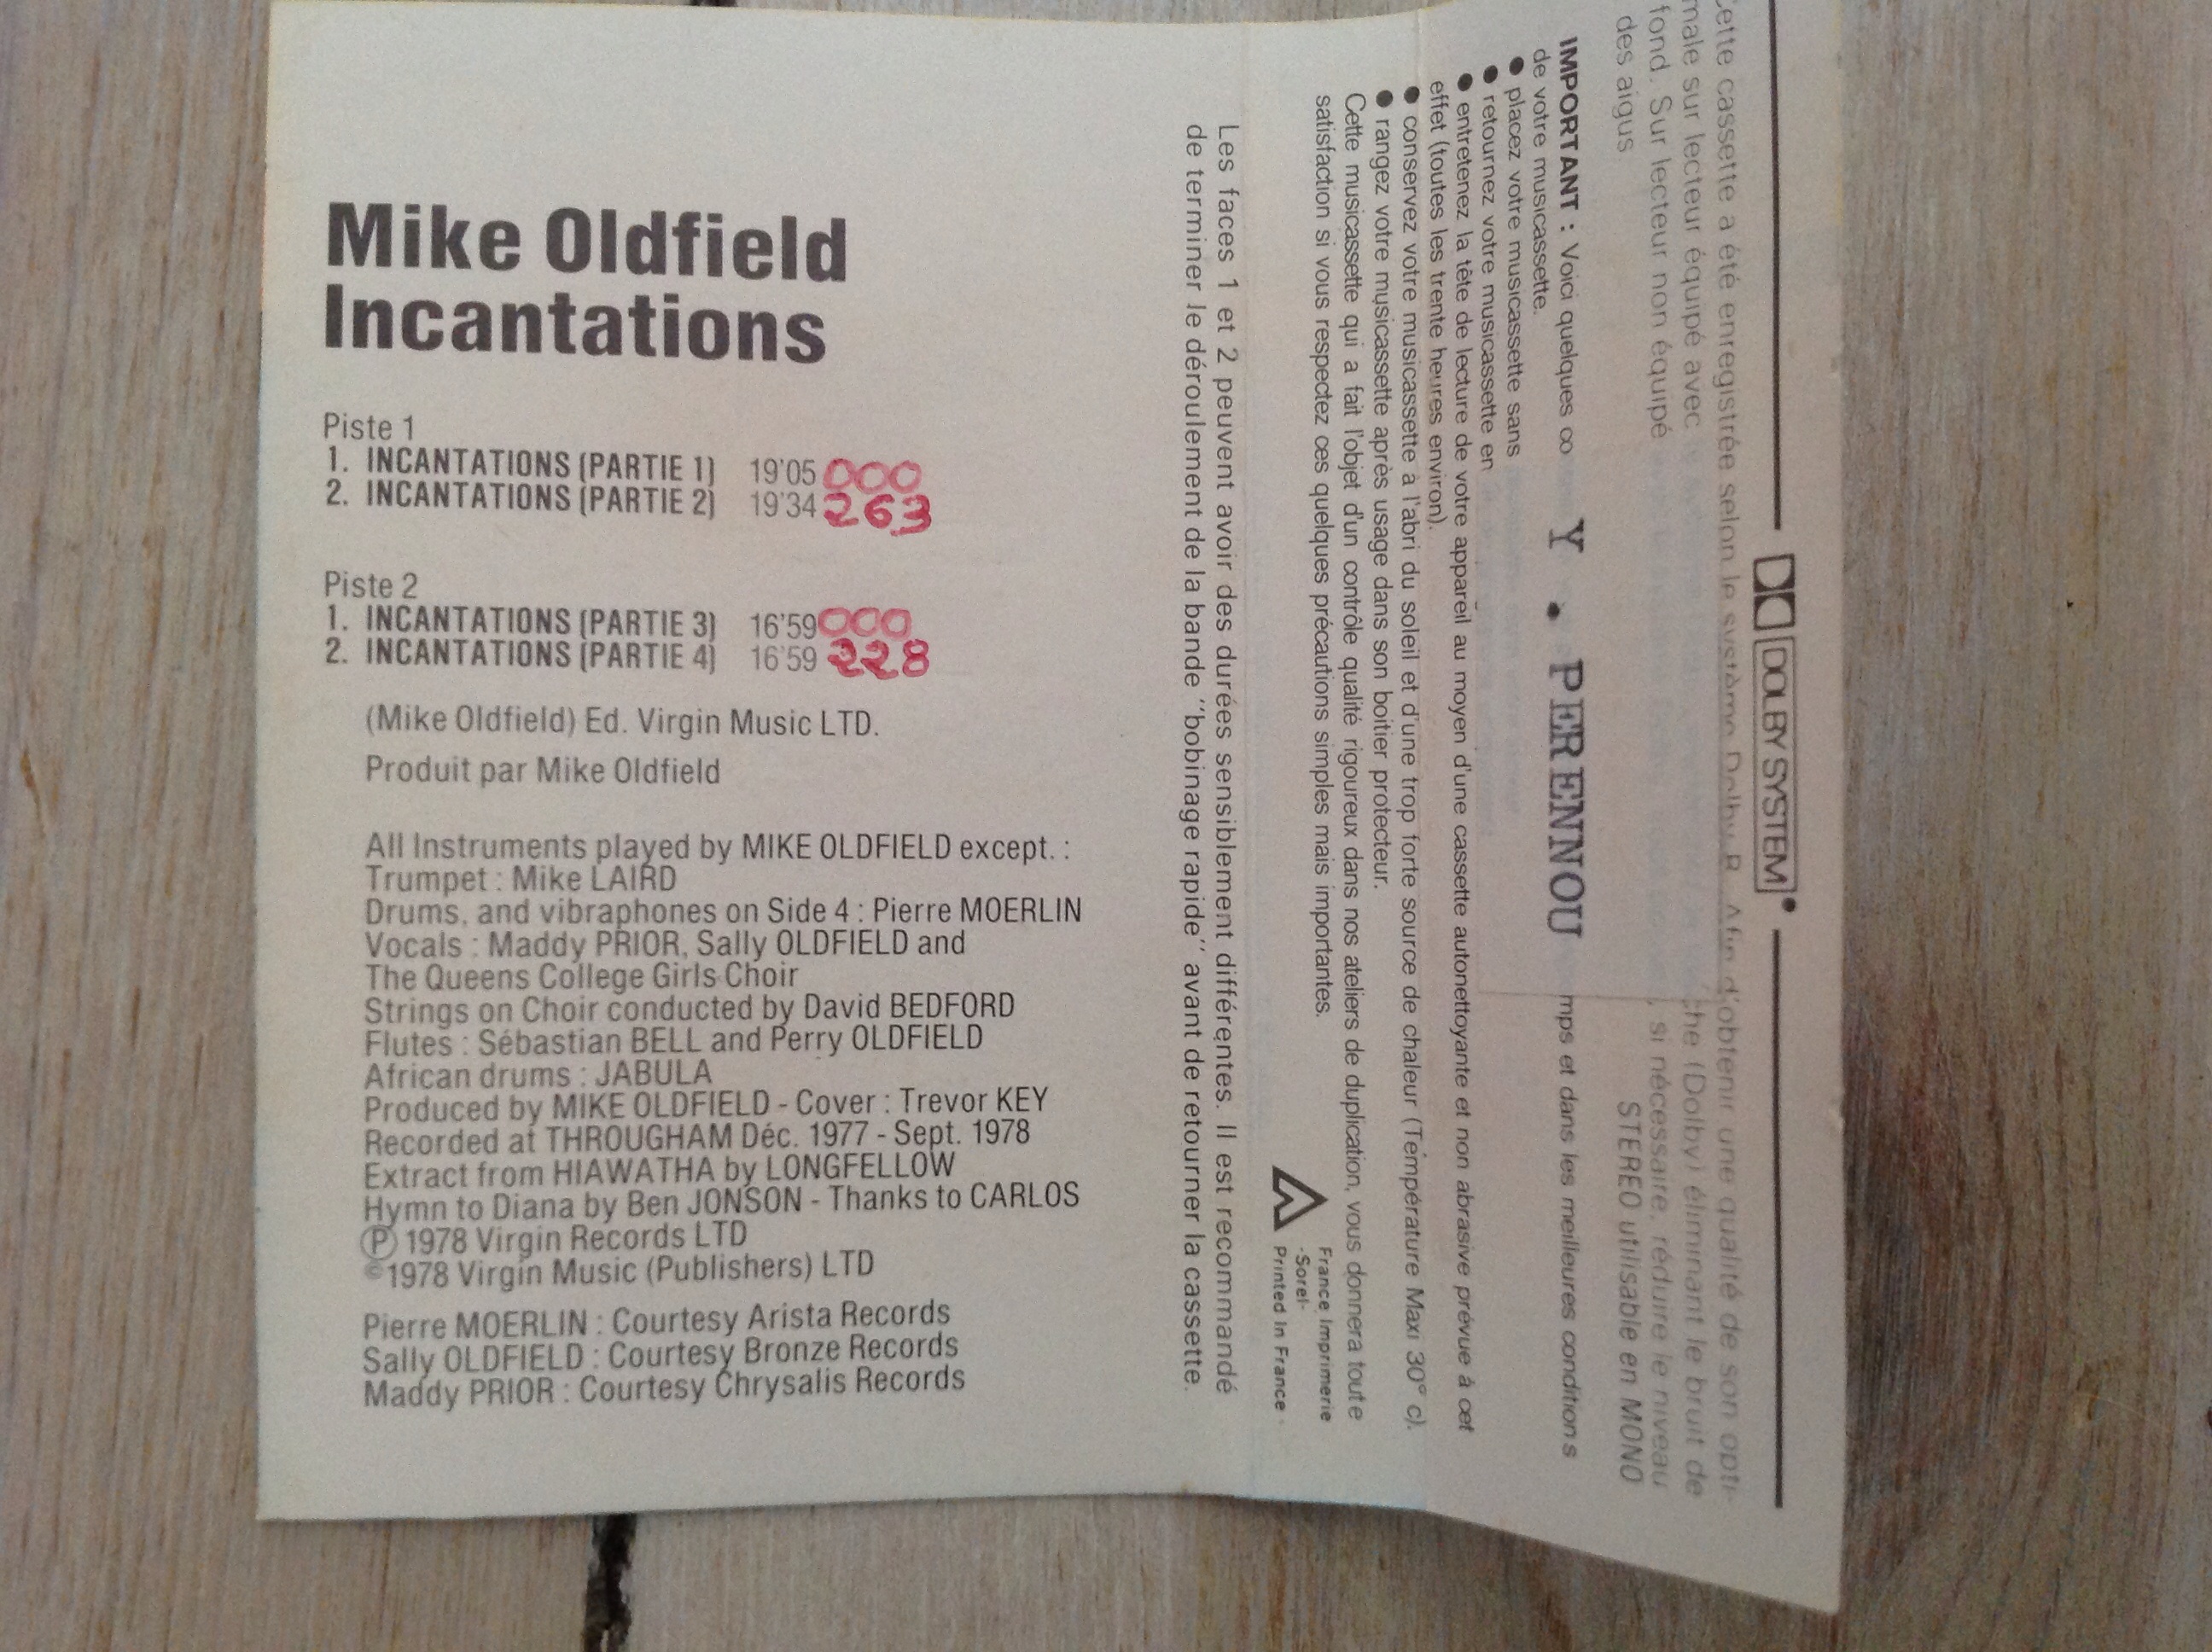 Mike Oldfield
Incantations
Piste 1
1. INCANTATIONS (PARTIE 1) 19'05 000
2. INCANTATIONS (PARTIE 2) 19'34 263
Piste 2
1. INCANTATIONS (PARTIE 3) 16'59 000
2. INCANTATIONS (PARTIE 4) 16'59 228
(Mike Oldfield) Ed. Virgin Music LTD.
Produit par Mike Oldfield
All Instruments played by MIKE OLDFIELD except. :
Trumpet : Mike LAIRD
Drums, and vibraphones on Side 4 : Pierre MOERLIN
Vocals : Maddy PRIOR, Sally OLDFIELD and
The Queens College Girls Choir
Strings on Choir conducted by David BEDFORD
Flutes : Sébastian BELL and Perry OLDFIELD
African drums : JABULA
Produced by MIKE OLDFIELD - Cover : Trevor KEY
Recorded at THROUGHAM Déc. 1977 - Sept. 1978
Extract from HIAWATHA by LONGFELLOW
Hymn to Diana by Ben JONSON - Thanks to CARLOS
Ⓟ 1978 Virgin Records LTD
© 1978 Virgin Music (Publishers) LTD
Pierre MOERLIN : Courtesy Arista Records
Sally OLDFIELD : Courtesy Bronze Records
Maddy PRIOR : Courtesy Chrysalis Records
DOLBY SYSTEM
Cette cassette a été enregistrée selon le système Dolby B. Afin d'obtenir une qualité de son opti-
male sur lecteur équipé avec che (Dolby) éliminant le bruit de
fond. Sur lecteur non équipé , si nécessaire, réduire le niveau
des aigus STEREO utilisable en MONO
IMPORTANT : Voici quelques co mps et dans les meilleures conditions
Y . PERENNOU
de votre musicassette.
● placez votre musicassette sans
● retournez votre musicassette en
● entretenez la tête de lecture de votre appareil au moyen d'une cassette autonettoyante et non abrasive prévue à cet
effet (toutes les trente heures environ).
● conservez votre musicassette à l'abri du soleil et d'une trop forte source de chaleur (Température Maxi 30° c).
● rangez votre musicassette après usage dans son boitier protecteur.
Cette musicassette qui a fait l'objet d'un contrôle qualité rigoureux dans nos ateliers de duplication, vous donnera toute
satisfaction si vous respectez ces quelques précautions simples mais importantes.
France Imprimerie
-Sorel-
Printed In France
Les faces 1 et 2 peuvent avoir des durées sensiblement différentes. Il est recommandé
de terminer le déroulement de la bande "bobinage rapide" avant de retourner la cassette.